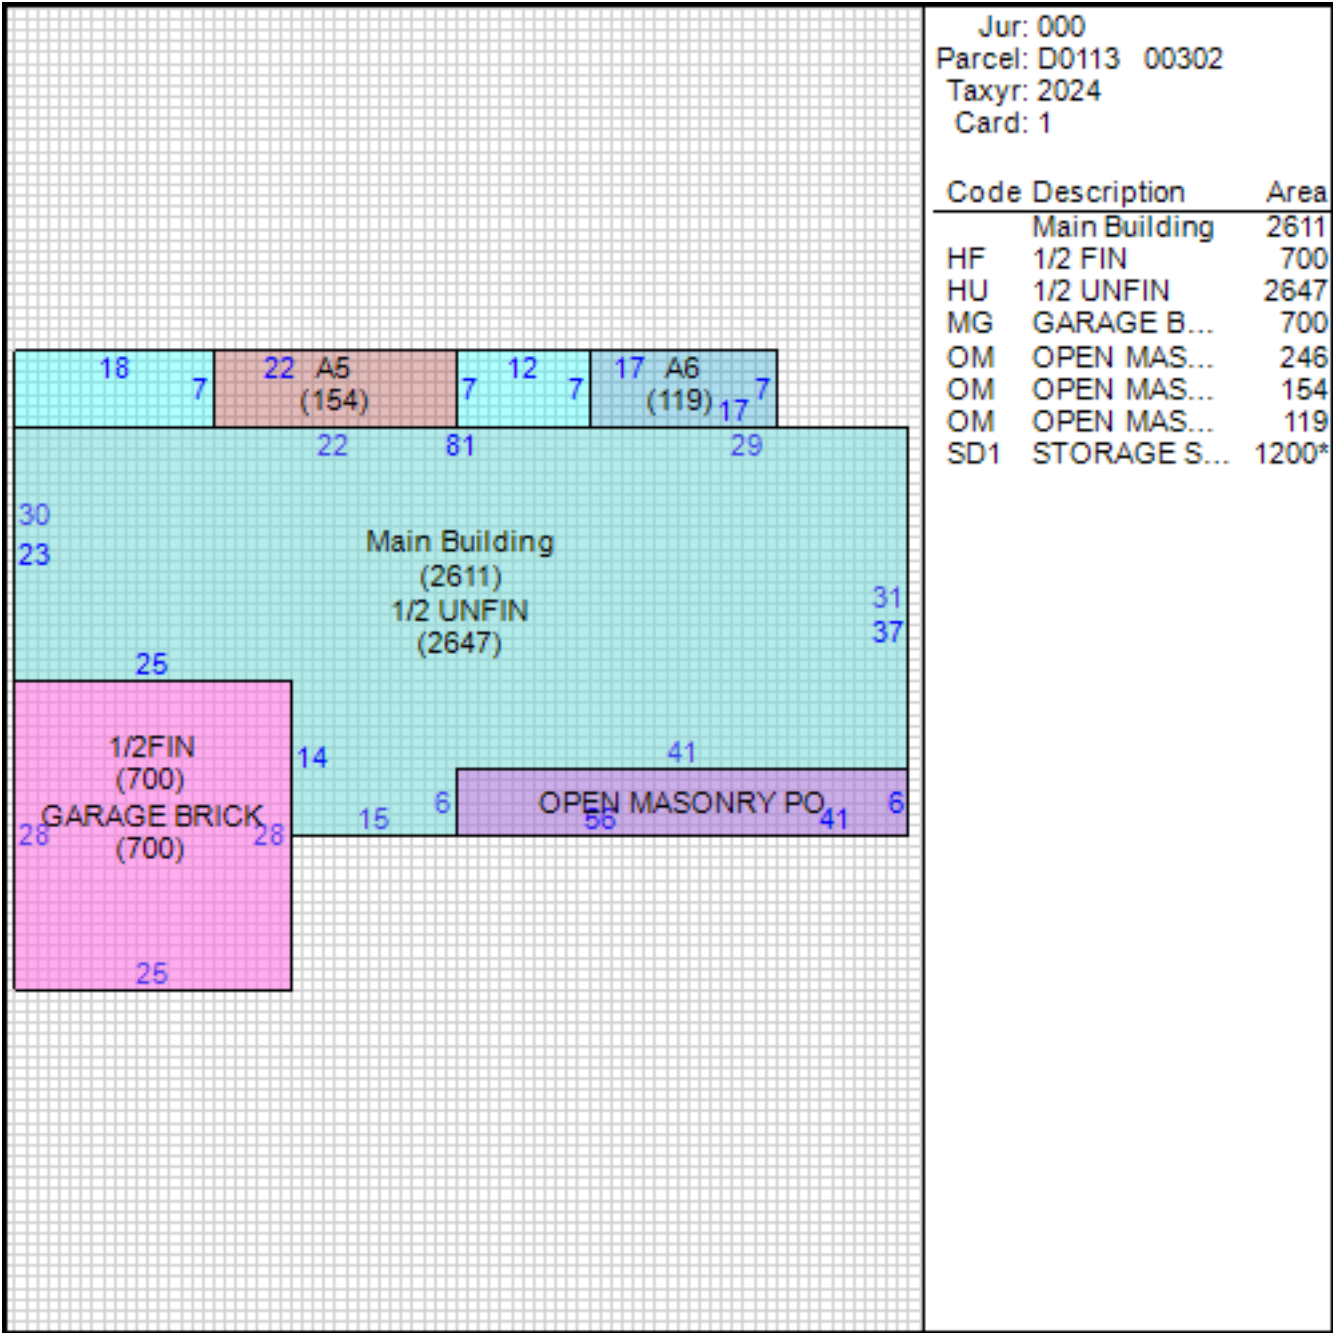 Jur: 000
Parcel: D0113 00302
Taxyr: 2024
Card: 1
Code Description Area
Main Building 2611
HF 1/2 FIN 700
HU 1/2 UNFIN 2647
MG GARAGE B... 700
OM OPEN MAS... 246
OM OPEN MAS... 154
OM OPEN MAS... 119
SD1 STORAGE S... 1200*
18 22 A5 12 17 A6
7 (154) 7 7 (119) 17 7
22 81 29
30
23
Main Building
(2611)
1/2 UNFIN
(2647)
31
37
25
1/2FIN
(700)
GARAGE BRICK
(700)
28 28
25
14
15
6
41
OPEN MASONRY PO
56 41 6